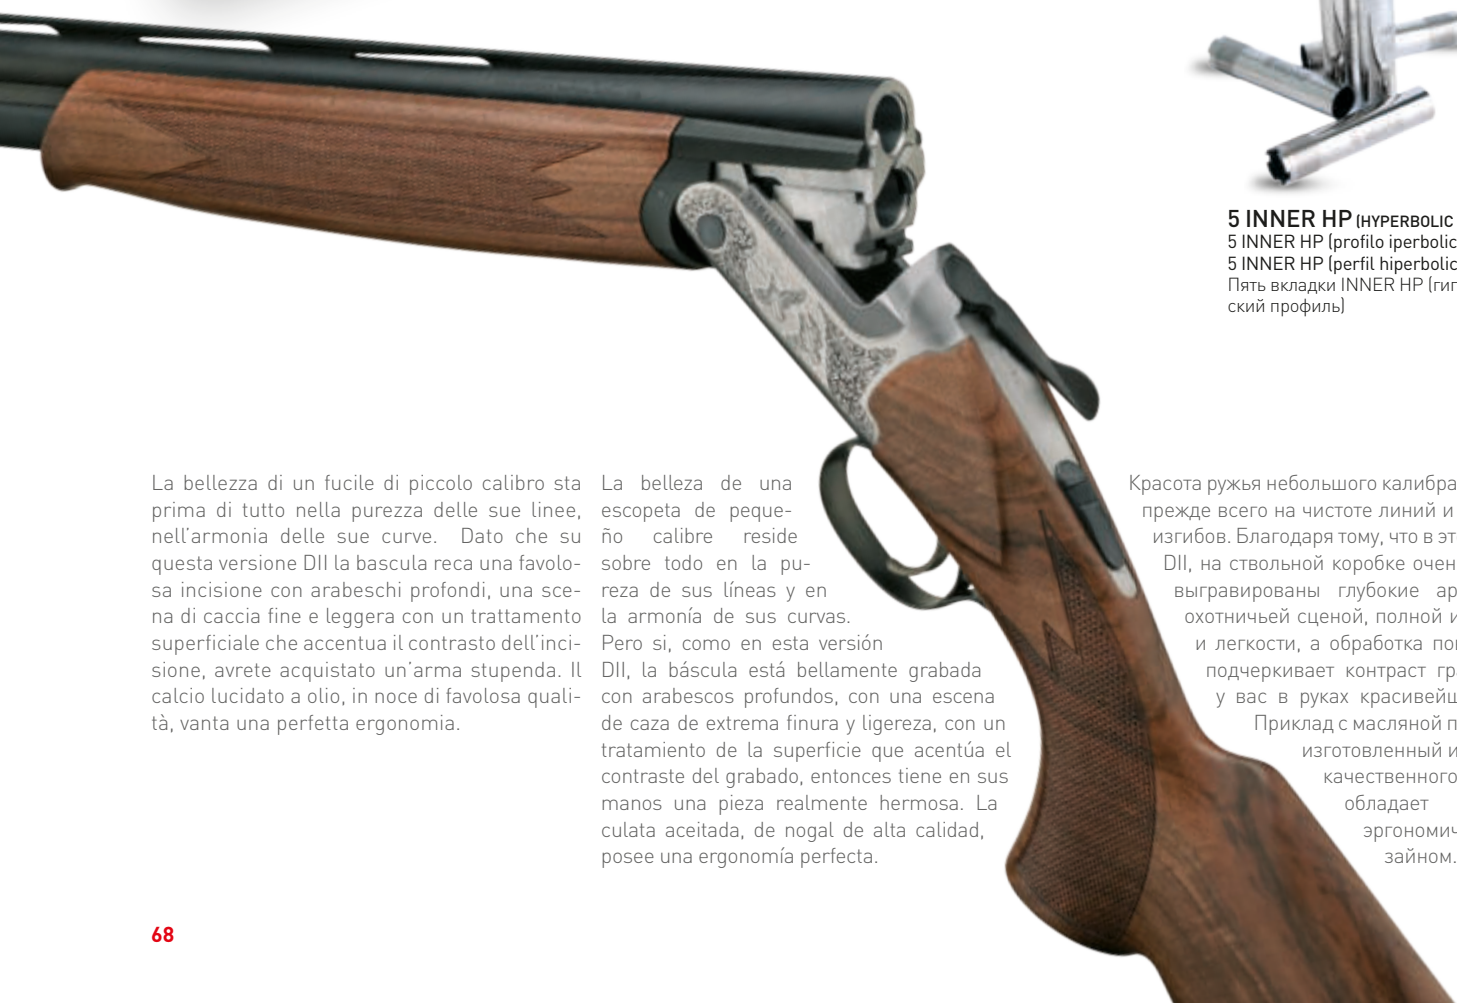 5 INNER HP (HYPERBOLIC
5 INNER HP (profilo iperbolic
5 INNER HP (perfil hiperbolic
Пять вкладки INNER HP (гип
ский профиль)
La bellezza di un fucile di piccolo calibro sta
prima di tutto nella purezza delle sue linee,
nell'armonia delle sue curve. Dato che su
questa versione DII la bascula reca una favolo-
sa incisione con arabeschi profondi, una sce-
na di caccia fine e leggera con un trattamento
superficiale che accentua il contrasto dell'inci-
sione, avrete acquistato un'arma stupenda. Il
calcio lucidato a olio, in noce di favolosa quali-
tà, vanta una perfetta ergonomia.
La belleza de una
escopeta de peque-
ño calibre reside
sobre todo en la pu-
reza de sus líneas y en
la armonía de sus curvas.
Pero si, como en esta versión
DII, la báscula está bellamente grabada
con arabescos profundos, con una escena
de caza de extrema finura y ligereza, con un
tratamiento de la superficie que acentúa el
contraste del grabado, entonces tiene en sus
manos una pieza realmente hermosa. La
culata aceitada, de nogal de alta calidad,
posee una ergonomía perfecta.
Красота ружья небольшого калибра
прежде всего на чистоте линий и
изгибов. Благодаря тому, что в эт
DII, на ствольной коробке очен
выгравированы глубокие ар
охотничьей сценой, полной и
и легкости, а обработка по
подчеркивает контраст гр
у вас в руках красивейш
Приклад с масляной п
изготовленный и
качественного
обладает
эргономич
зайном.
68